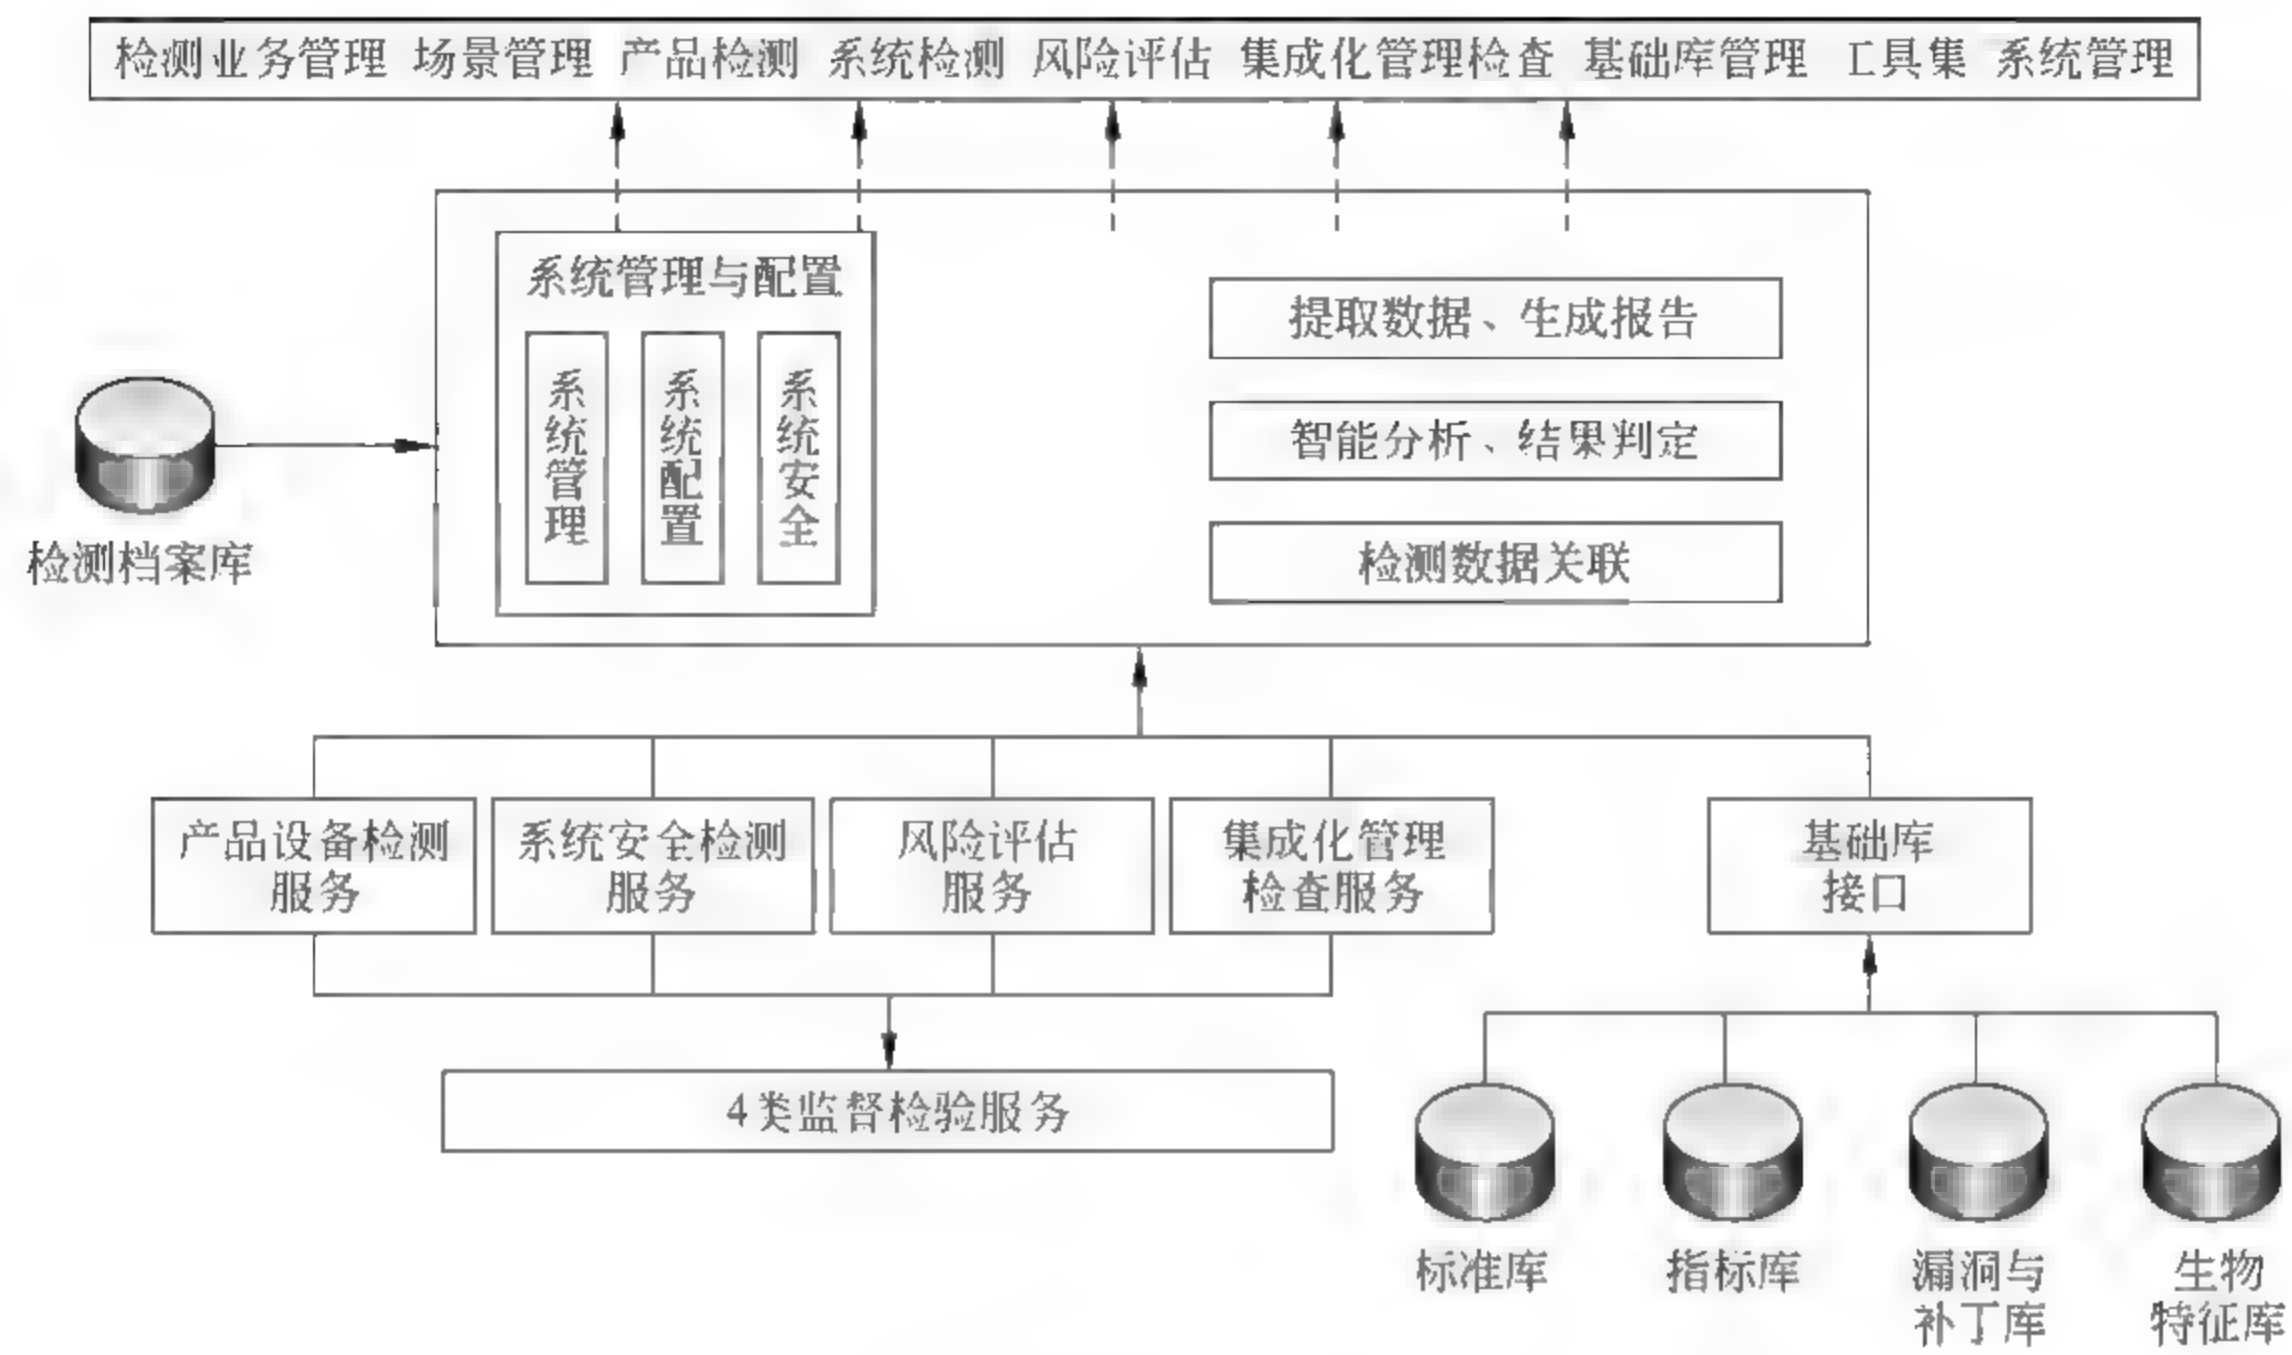 检测业务管理 场景管理 产品检测 系统检测 风险评估 集成化管理检查 基础库管理 工具集 系统管理
系统管理与配置
系统管理
系统配置
系统安全
提取数据、生成报告
智能分析、结果判定
检测数据关联
检测档案库
产品设备检测
服务
系统安全检测
服务
风险评估
服务
集成化管理
检查服务
基础库
接口
4类监督检验服务
标准库
指标库
漏洞与
补丁库
生物
特征库